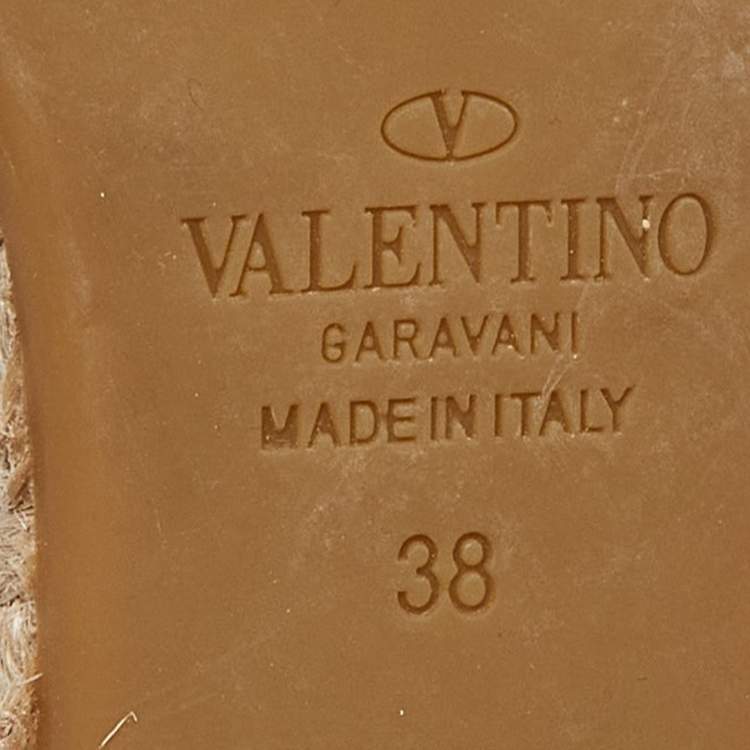 V
VALENTINO
GARAVANI
MADE IN ITALY
38